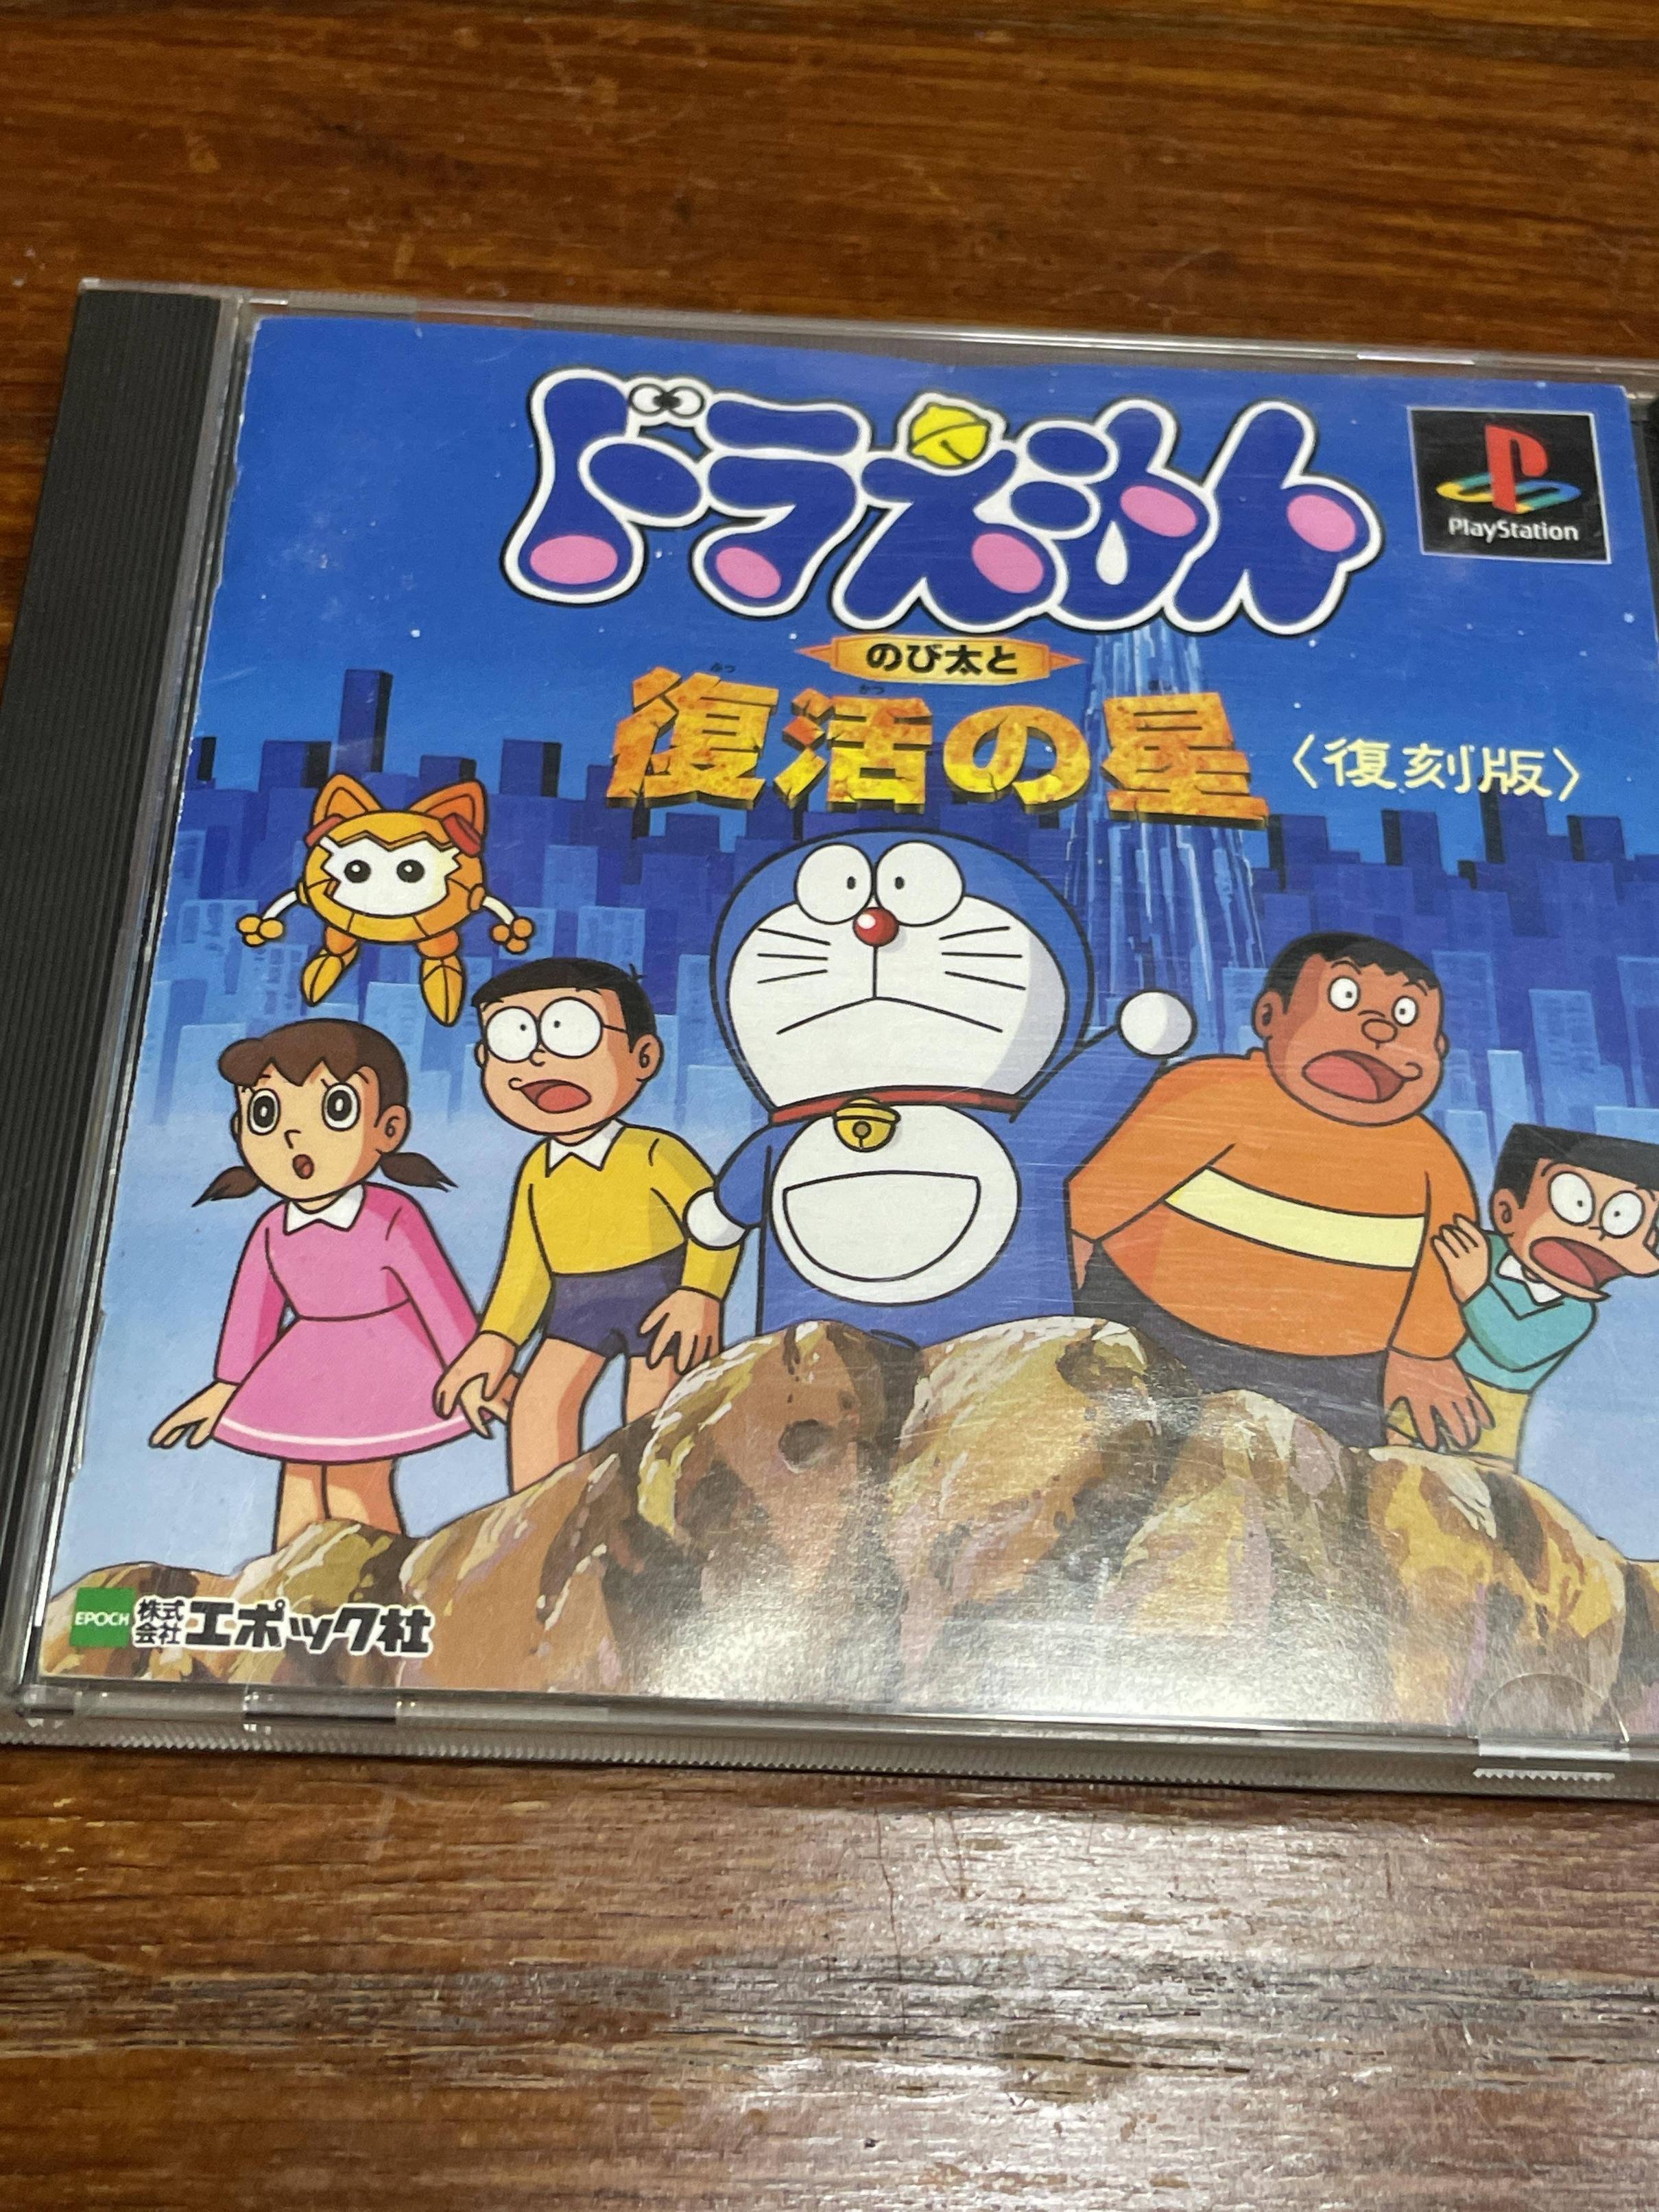 ドラえもん
PlayStation
のび太と
ふっ かつ ほし
復活の星
〈復刻版〉
EPOCH
株式
会社
エポック社